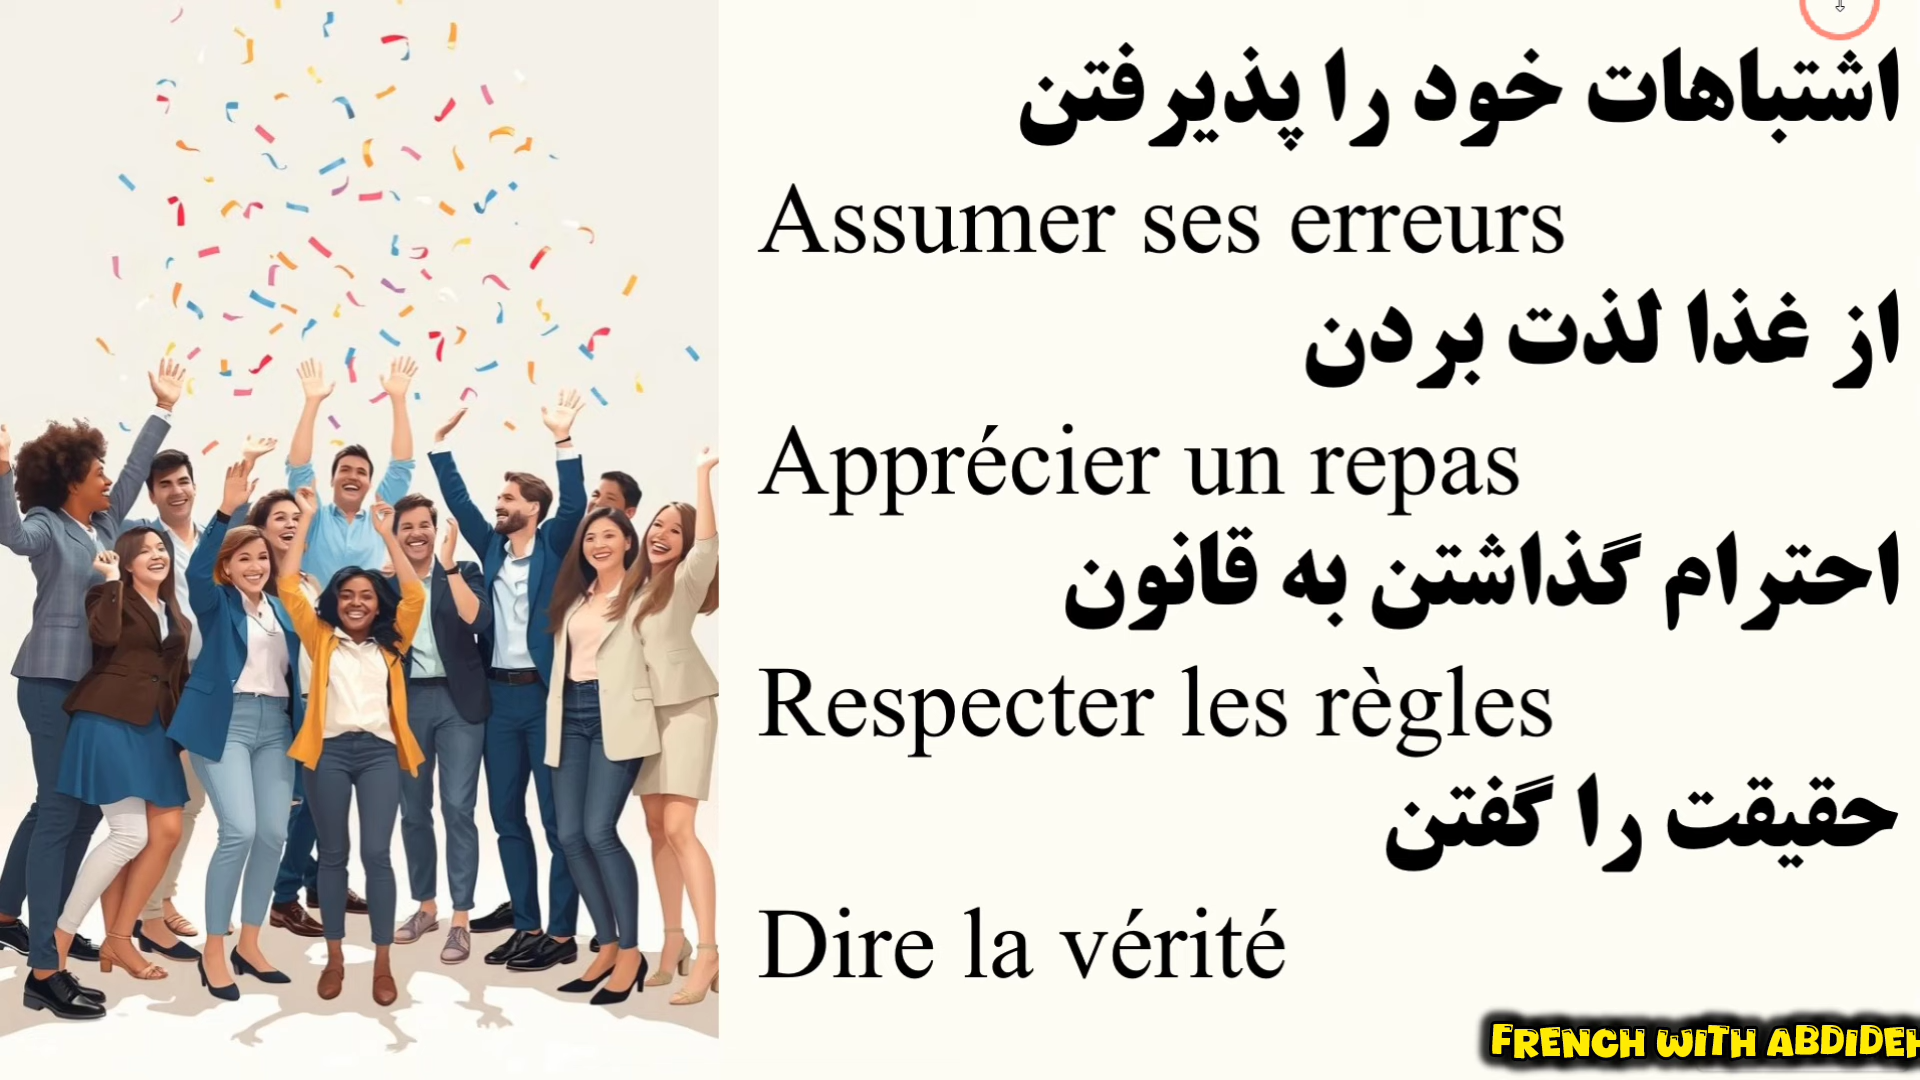 اشتباهات خود را پذیرفتن
Assumer ses erreurs
از غذا لذت بردن
Apprécier un repas
احترام گذاشتن به قانون
Respecter les règles
حقیقت را گفتن
Dire la vérité
FRENCH WITH ABDIDEH